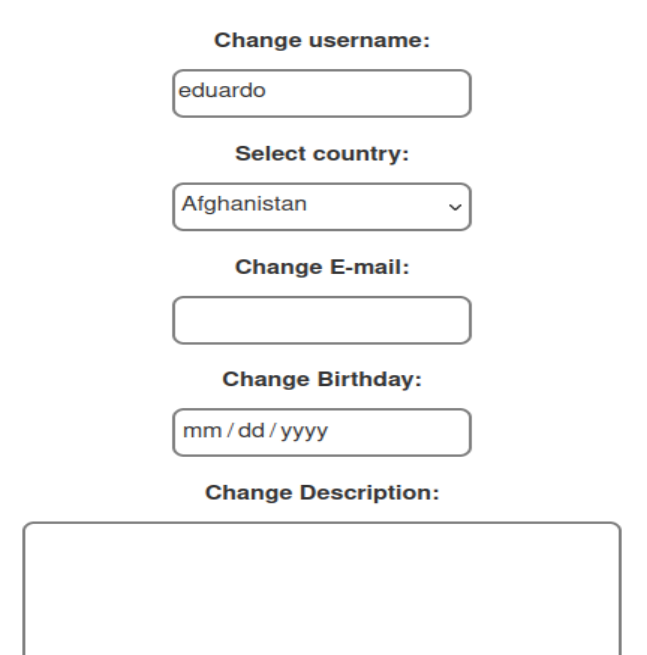 Change username:
eduardo
Select country:
Afghanistan
Change E-mail:
Change Birthday:
mm / dd / yyyy
Change Description: